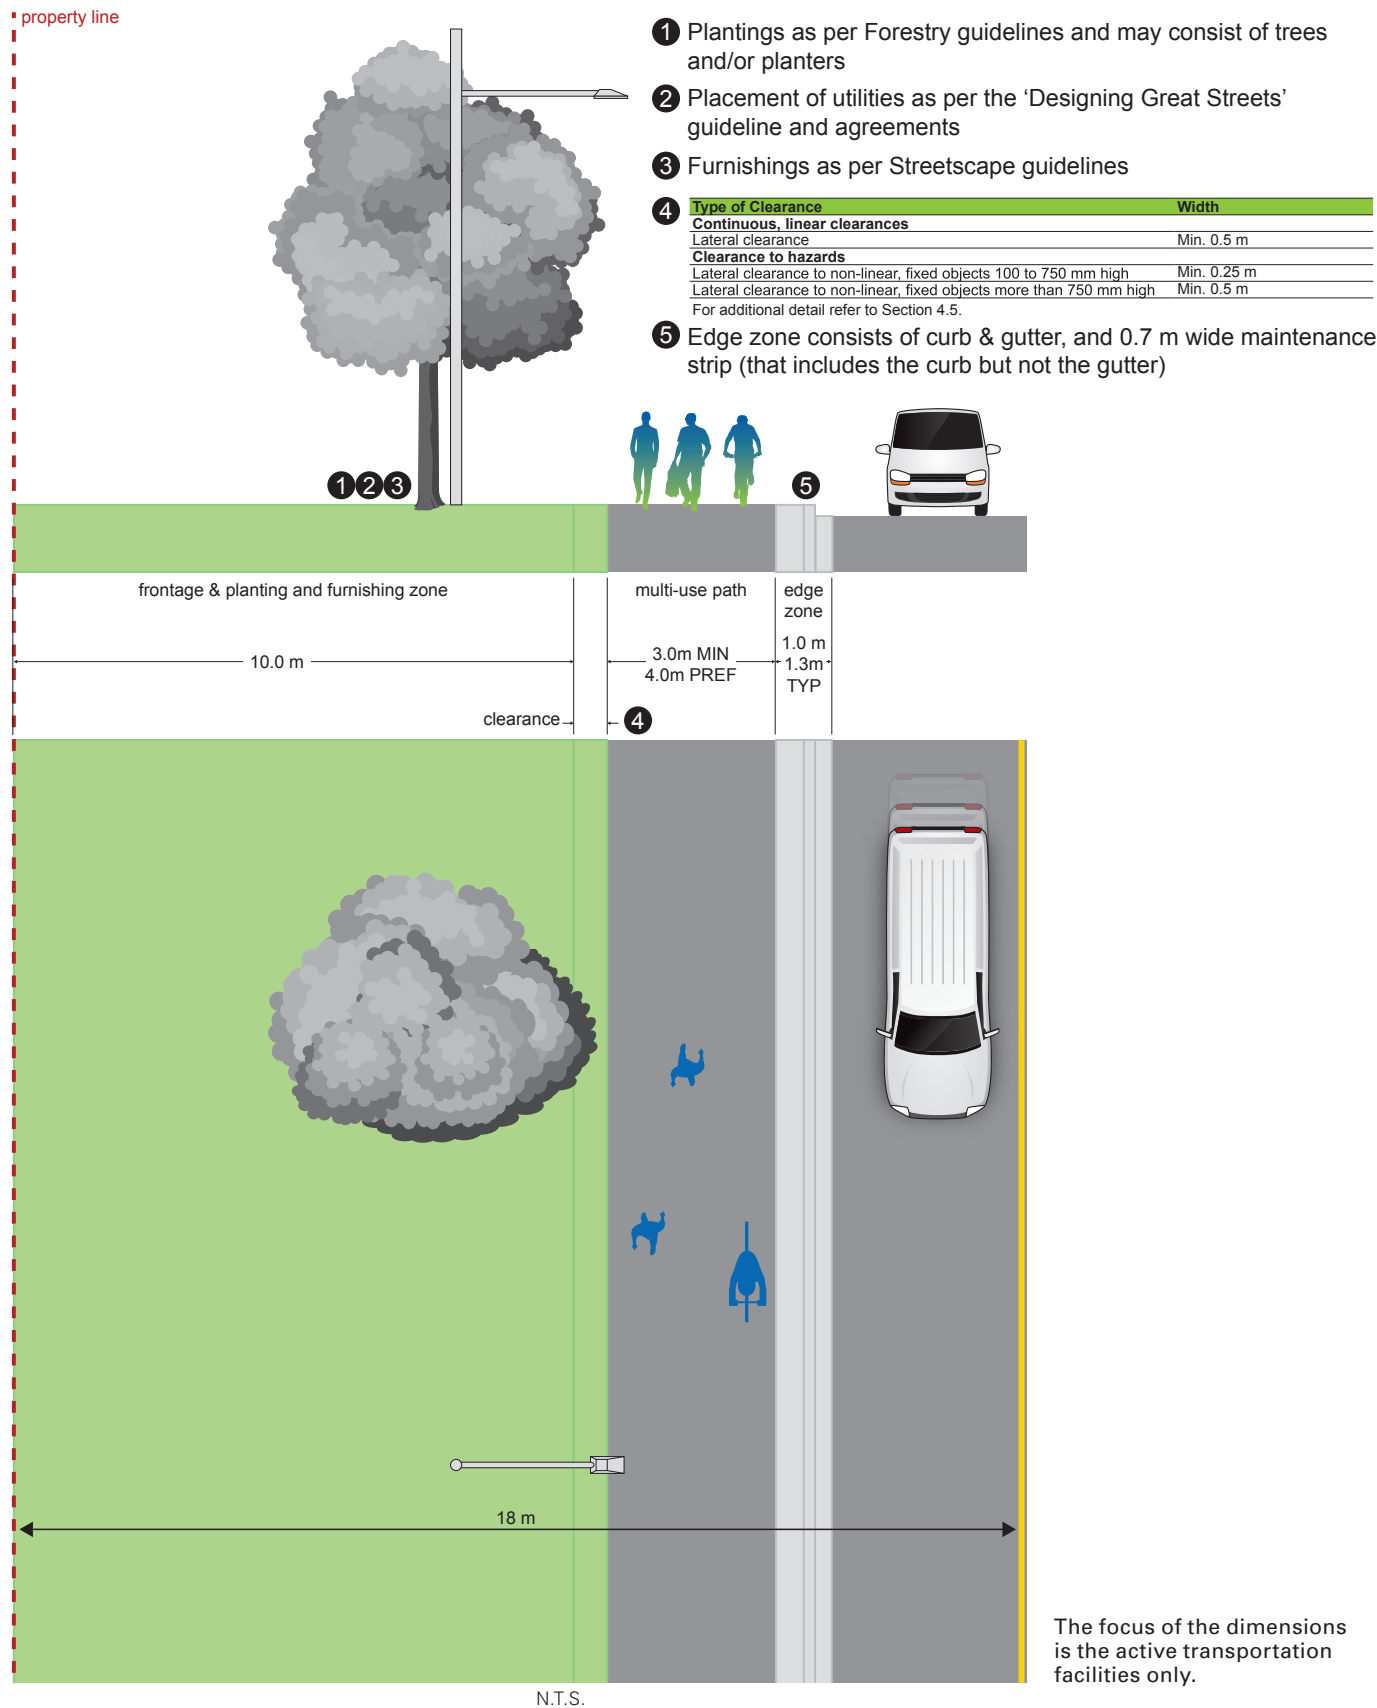 property line
1 Plantings as per Forestry guidelines and may consist of trees
and/or planters
2 Placement of utilities as per the ‘Designing Great Streets’
guideline and agreements
3 Furnishings as per Streetscape guidelines
4 Type of Clearance Width
Continuous, linear clearances
Lateral clearance Min. 0.5 m
Clearance to hazards
Lateral clearance to non-linear, fixed objects 100 to 750 mm high Min. 0.25 m
Lateral clearance to non-linear, fixed objects more than 750 mm high Min. 0.5 m
For additional detail refer to Section 4.5.
5 Edge zone consists of curb & gutter, and 0.7 m wide maintenance
strip (that includes the curb but not the gutter)
1 2 3
5
frontage & planting and furnishing zone
multi-use path
edge
zone
10.0 m
3.0m MIN
4.0m PREF
1.0 m
1.3m
TYP
clearance
4
18 m
The focus of the dimensions
is the active transportation
facilities only.
N.T.S.